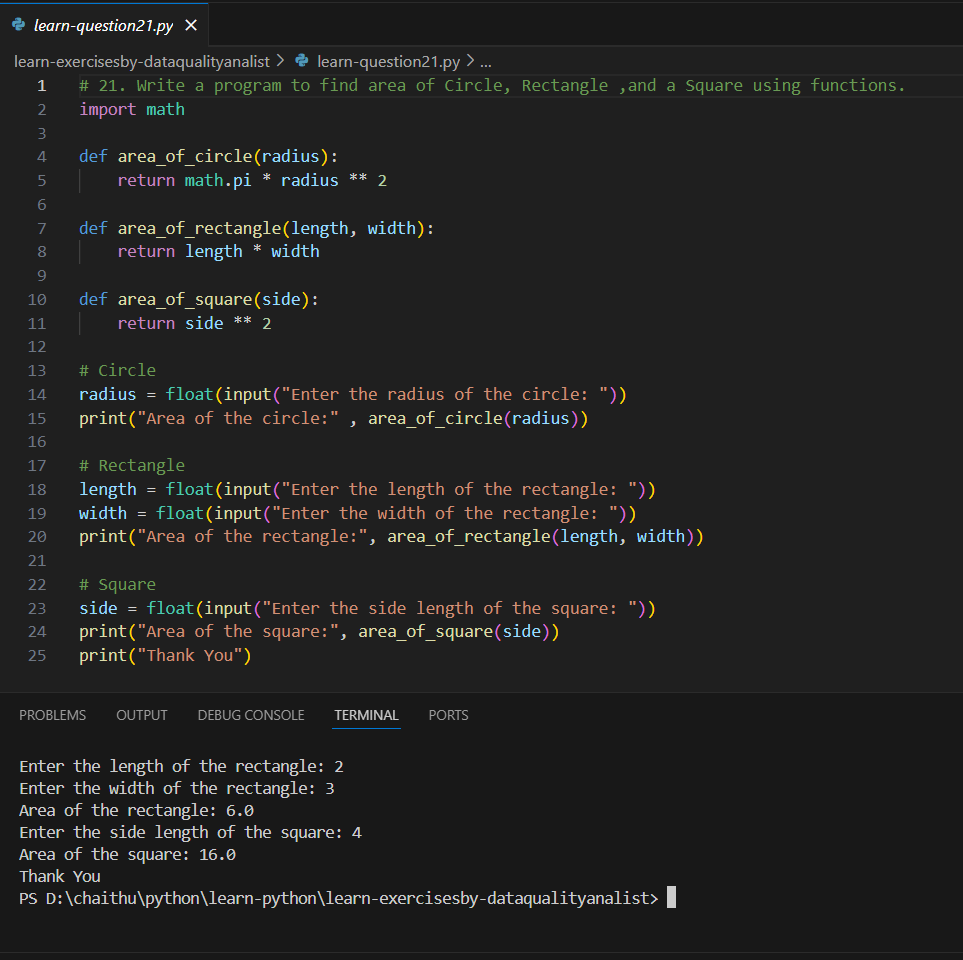 learn-question21.py
learn-exercisesby-dataqualityanalist > learn-question21.py > ...
1 # 21. Write a program to find area of Circle, Rectangle ,and a Square using functions.
2 import math
3
4 def area_of_circle(radius):
5     return math.pi * radius ** 2
6
7 def area_of_rectangle(length, width):
8     return length * width
9
10 def area_of_square(side):
11     return side ** 2
12
13 # Circle
14 radius = float(input("Enter the radius of the circle: "))
15 print("Area of the circle:" , area_of_circle(radius))
16
17 # Rectangle
18 length = float(input("Enter the length of the rectangle: "))
19 width = float(input("Enter the width of the rectangle: "))
20 print("Area of the rectangle:", area_of_rectangle(length, width))
21
22 # Square
23 side = float(input("Enter the side length of the square: "))
24 print("Area of the square:", area_of_square(side))
25 print("Thank You")
PROBLEMS OUTPUT DEBUG CONSOLE TERMINAL PORTS
Enter the length of the rectangle: 2
Enter the width of the rectangle: 3
Area of the rectangle: 6.0
Enter the side length of the square: 4
Area of the square: 16.0
Thank You
PS D:\chaithu\python\learn-python\learn-exercisesby-dataqualityanalist>